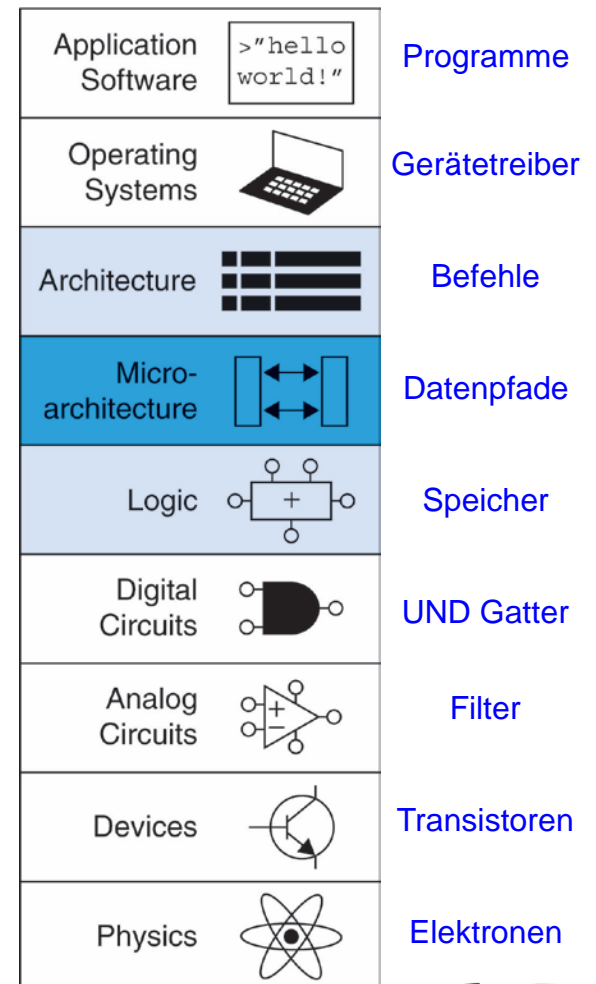 Application
Software
>"hello
world!"
Programme
Operating
Systems
Gerätetreiber
Architecture
Befehle
Micro-
architecture
Datenpfade
Logic
+
Speicher
Digital
Circuits
UND Gatter
Analog
Circuits
+
−
Filter
Devices
Transistoren
Physics
Elektronen